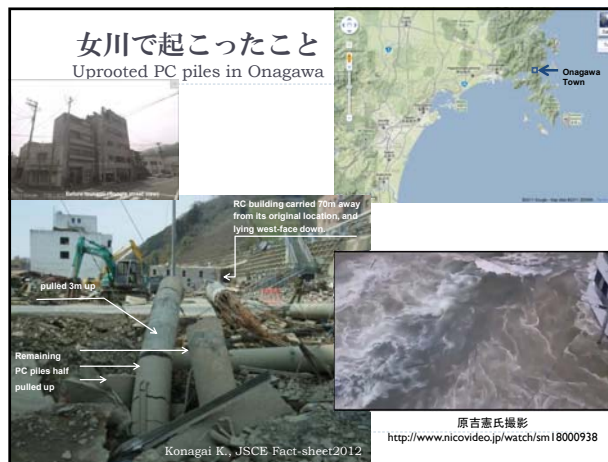 女川で起こったこと
Uprooted PC piles in Onagawa
Onagawa
Town
RC building carried 70m away
from its original location, and
lying west-face down.
pulled 3m up
Remaining
PC piles half
pulled up
Konagai K., JSCE Fact-sheet2012
原吉憲氏撮影
http://www.nicovideo.jp/watch/sm18000938